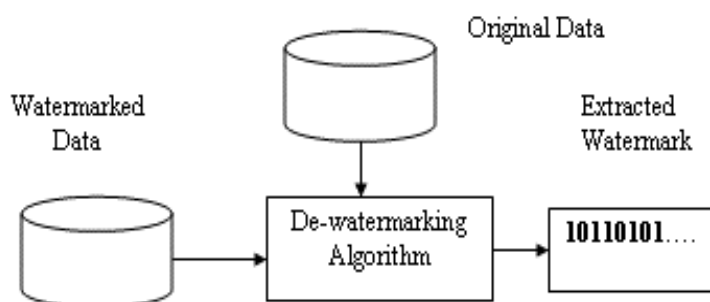 Original Data
Watermarked
Data
Extracted
Watermark
De-watermarking
Algorithm
10110101....